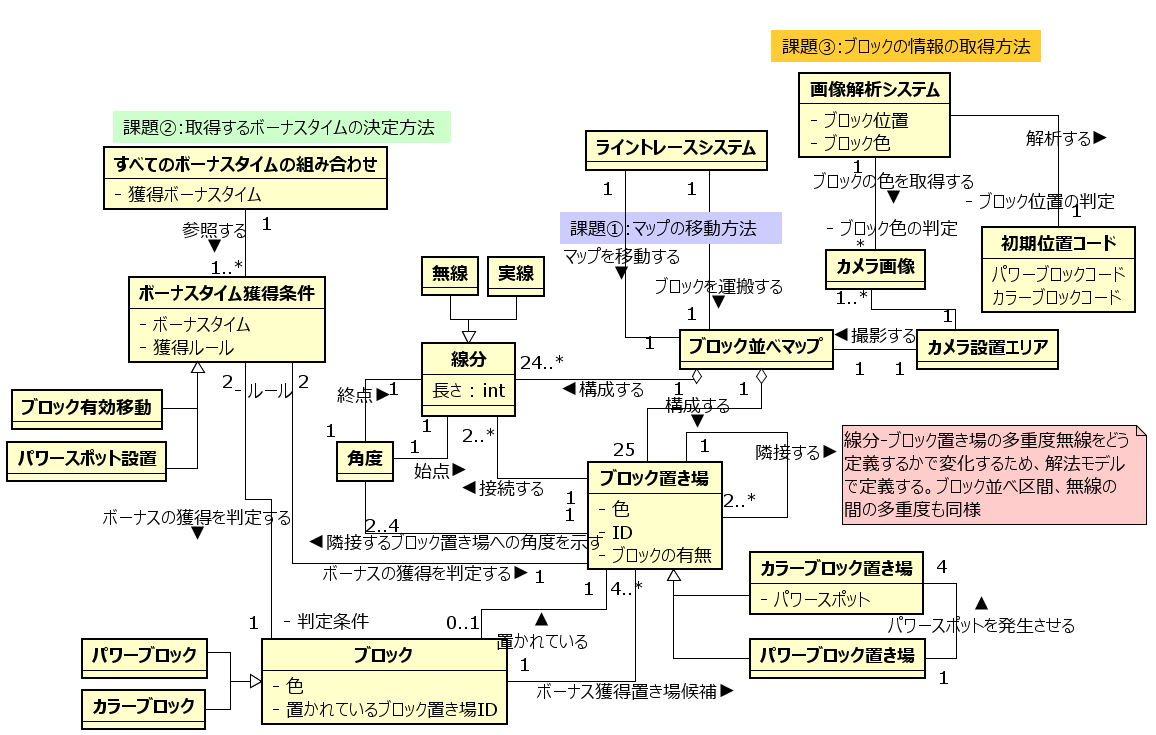 課題③:ブロックの情報の取得方法
画像解析システム
- ブロック位置
- ブロック色
解析する▶
1
ブロックの色を取得する
▼
- ブロック位置の判定
1
- ブロック色の判定
*
初期位置コード
パワーブロックコード
カラーブロックコード
カメラ画像
1..*
1
カメラ設置エリア
◀撮影する
1
1
課題②:取得するボーナスタイムの決定方法
すべてのボーナスタイムの組み合わせ
- 獲得ボーナスタイム
1
参照する
▼
1..*
ボーナスタイム獲得条件
- ボーナスタイム
- 獲得ルール
2
- ルール
2
ブロック有効移動
パワースポット設置
ボーナスの獲得を判定する
▼
ライントレースシステム
1
1
課題①:マップの移動方法
マップを移動する
▼
ブロックを運搬する
▼
1
1
ブロック並べマップ
無線
実線
線分
長さ : int
24..*
◀構成する
1
構成する
▼
1
25
終点▶
1
1
角度
1
1
始点▶
2..*
◀接続する
1
1
2..4
◀隣接するブロック置き場への角度を示す
ボーナスの獲得を判定する▶
1
ブロック置き場
- 色
- ID
- ブロックの有無
1
隣接する▶
2..*
線分-ブロック置き場の多重度無線をどう
定義するかで変化するため、解法モデル
で定義する。ブロック並べ区間、無線の
間の多重度も同様
カラーブロック置き場
- パワースポット
4
▲
パワースポットを発生させる
パワーブロック置き場
1
1
4..*
0..1
▲
置かれている
1
ボーナス獲得置き場候補▶
1
- 判定条件
ブロック
- 色
- 置かれているブロック置き場ID
パワーブロック
カラーブロック